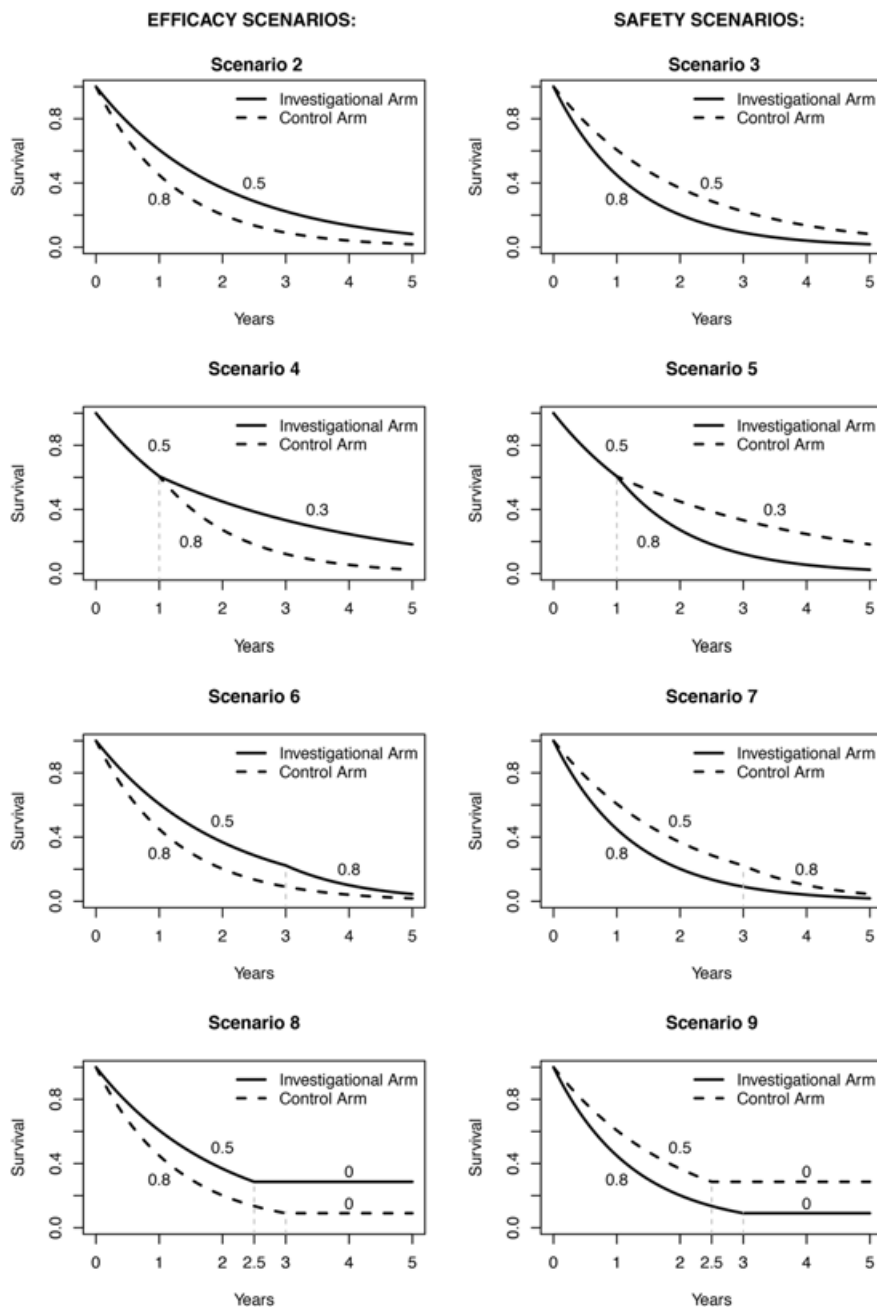 EFFICACY SCENARIOS:
SAFETY SCENARIOS:
Scenario 2
Investigational Arm
Control Arm
Survival
0.8
0.4
0.0
0.5
0.8
0 1 2 3 4 5
Years
Scenario 3
Investigational Arm
Control Arm
Survival
0.8
0.4
0.0
0.5
0.8
0 1 2 3 4 5
Years
Scenario 4
Investigational Arm
Control Arm
Survival
0.8
0.4
0.0
0.5
0.3
0.8
0 1 2 3 4 5
Years
Scenario 5
Investigational Arm
Control Arm
Survival
0.8
0.4
0.0
0.5
0.3
0.8
0 1 2 3 4 5
Years
Scenario 6
Investigational Arm
Control Arm
Survival
0.8
0.4
0.0
0.5
0.8
0.8
0 1 2 3 4 5
Years
Scenario 7
Investigational Arm
Control Arm
Survival
0.8
0.4
0.0
0.5
0.8
0.8
0 1 2 3 4 5
Years
Scenario 8
Investigational Arm
Control Arm
Survival
0.8
0.4
0.0
0.5
0
0.8
0
0 1 2 2.5 3 4 5
Years
Scenario 9
Investigational Arm
Control Arm
Survival
0.8
0.4
0.0
0.5
0
0.8
0
0 1 2 2.5 3 4 5
Years